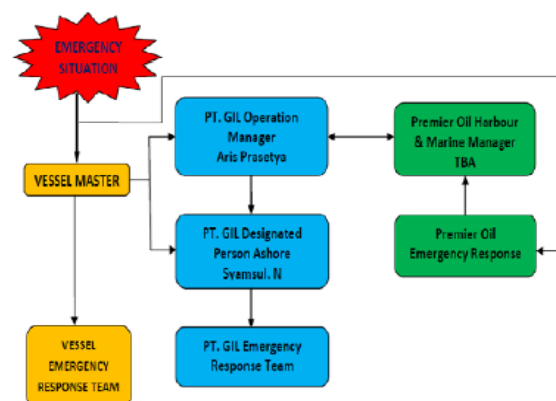 EMERGENCY
SITUATION
PT. GIL Operation
Manager
Aris Prasetya
Premier Oil Harbour
& Marine Manager
TBA
VESSEL MASTER
PT. GIL Designated
Person Ashore
Syamsul. N
Premier Oil
Emergency Response
VESSEL
EMERGENCY
RESPONSE TEAM
PT. GIL Emergency
Response Team